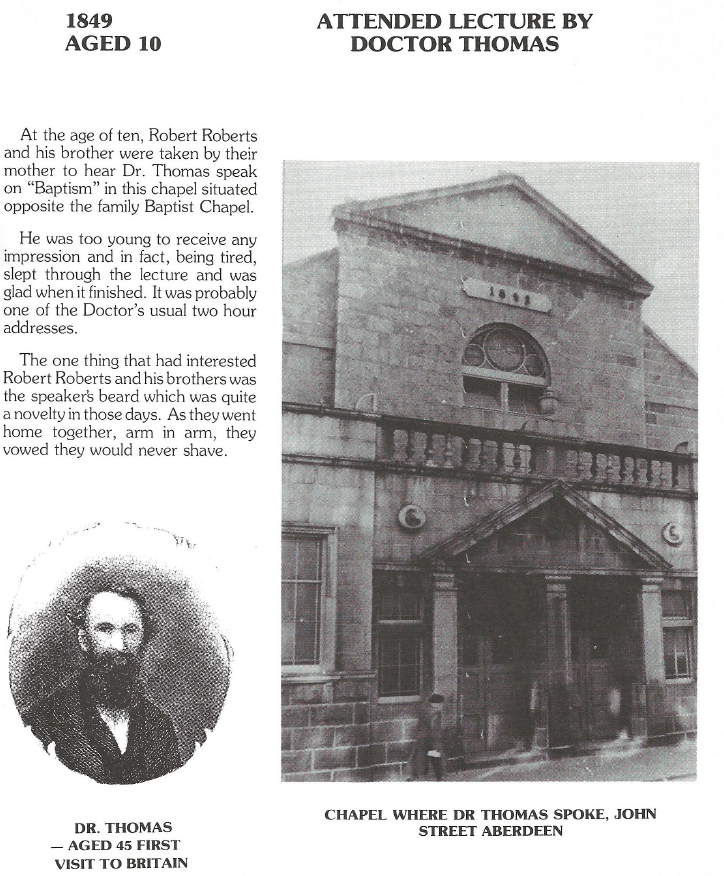 1849
AGED 10
ATTENDED LECTURE BY
DOCTOR THOMAS
At the age of ten, Robert Roberts
and his brother were taken by their
mother to hear Dr. Thomas speak
on “Baptism” in this chapel situated
opposite the family Baptist Chapel.
He was too young to receive any
impression and in fact, being tired,
slept through the lecture and was
glad when it finished. It was probably
one of the Doctor's usual two hour
addresses.
The one thing that had interested
Robert Roberts and his brothers was
the speaker's beard which was quite
a novelty in those days. As they went
home together, arm in arm, they
vowed they would never shave.
DR. THOMAS
— AGED 45 FIRST
VISIT TO BRITAIN
CHAPEL WHERE DR THOMAS SPOKE, JOHN
STREET ABERDEEN